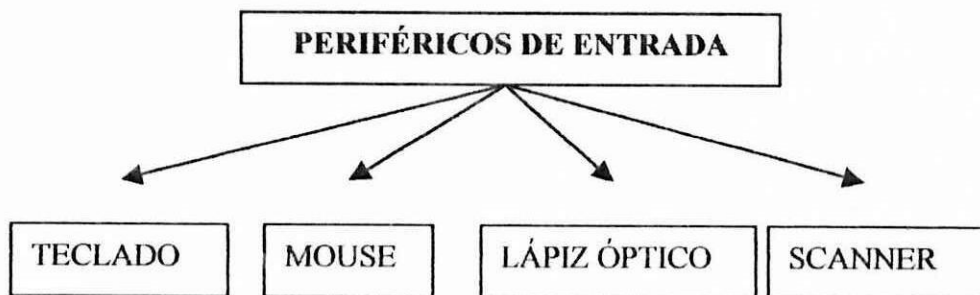 PERIFÉRICOS DE ENTRADA
TECLADO
MOUSE
LÁPIZ ÓPTICO
SCANNER